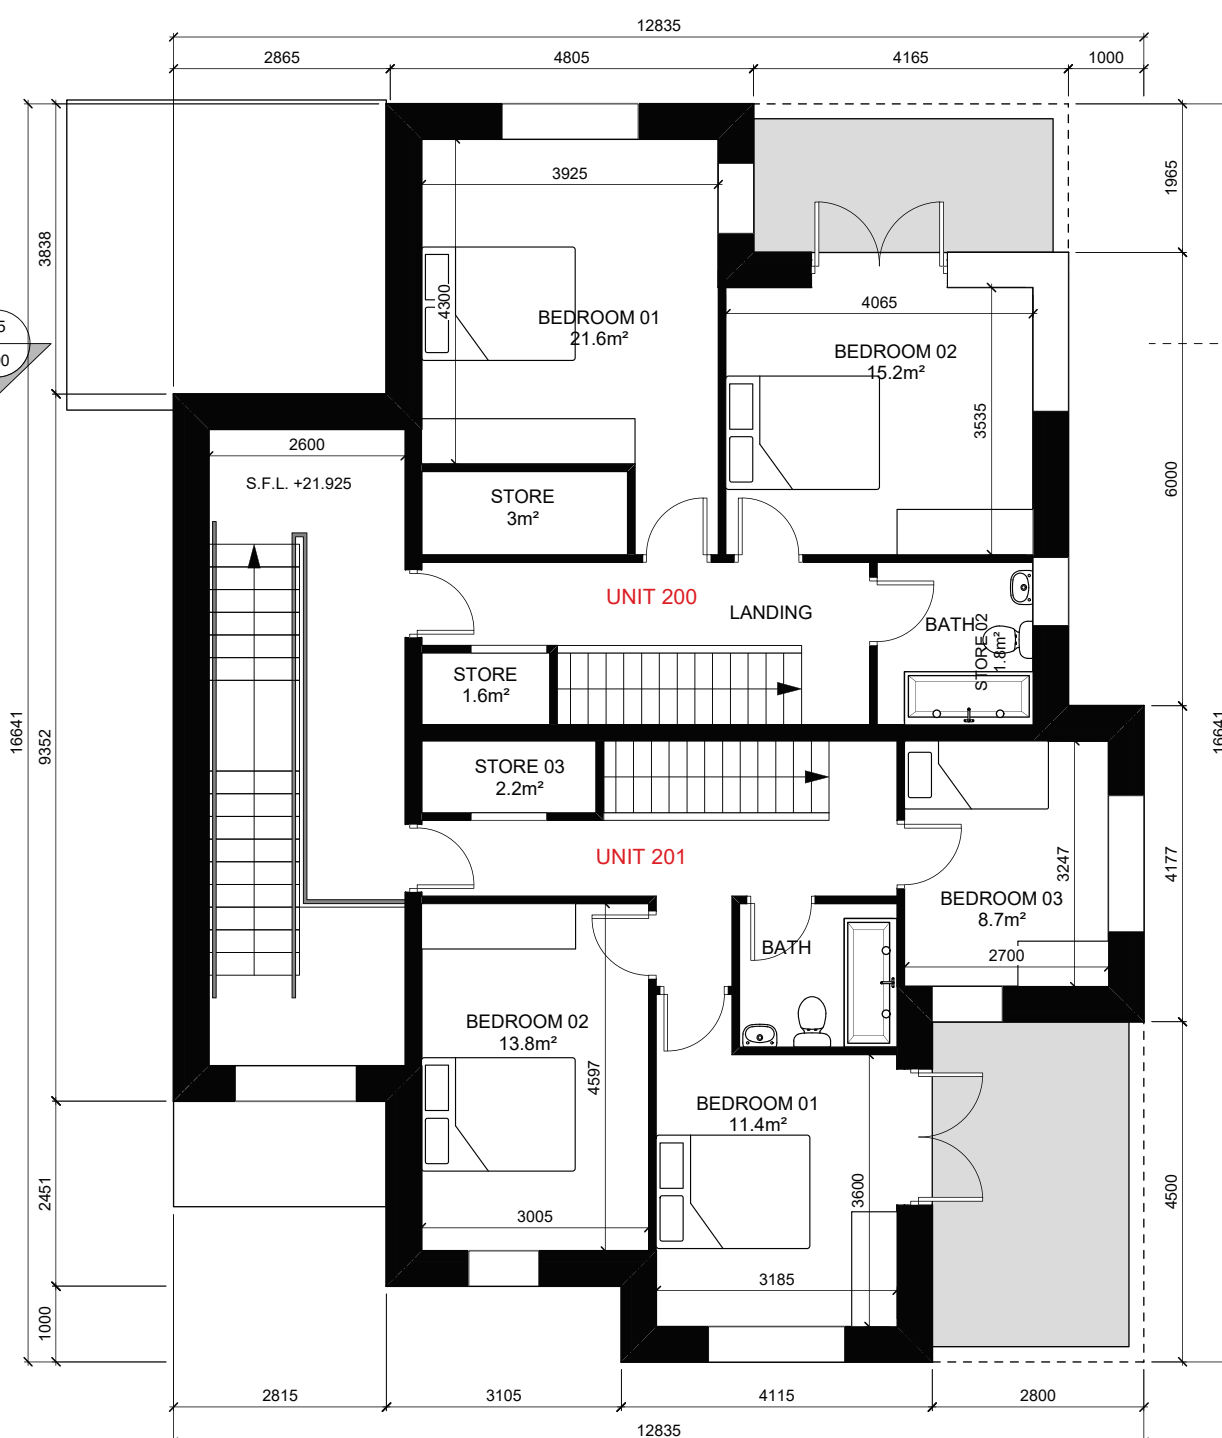 12835
2865
4805
4165
1000
1965
3838
3925
4300
BEDROOM 01
21.6m²
4065
BEDROOM 02
15.2m²
3535
2600
S.F.L. +21.925
6000
STORE
3m²
UNIT 200
LANDING
BATH
STORE 02
1.8m²
STORE
1.6m²
16641
9352
16641
STORE 03
2.2m²
UNIT 201
3247
4177
BEDROOM 03
8.7m²
2700
BATH
BEDROOM 02
13.8m²
4597
BEDROOM 01
11.4m²
3600
4500
2451
3005
3185
1000
2815
3105
4115
2800
12835